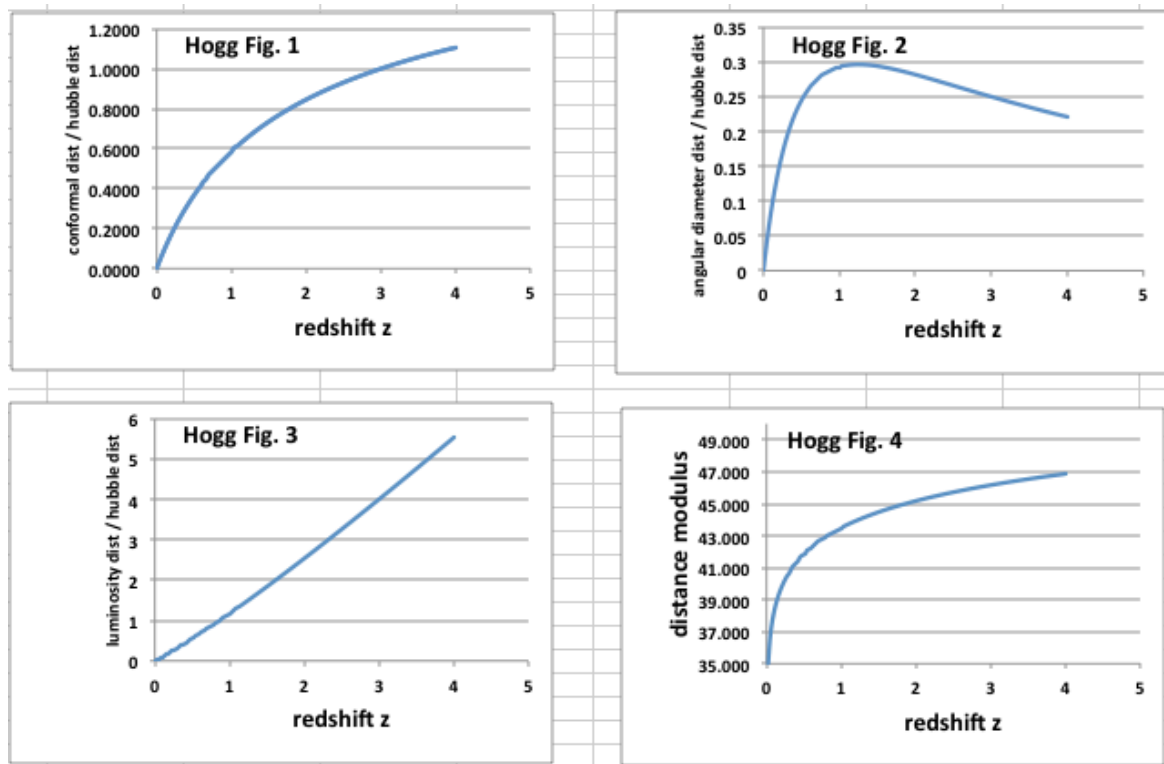 Hogg Fig. 1
conformal dist / hubble dist
1.2000
1.0000
0.8000
0.6000
0.4000
0.2000
0.0000
0 1 2 3 4 5
redshift z
Hogg Fig. 2
angular diameter dist / hubble dist
0.35
0.3
0.25
0.2
0.15
0.1
0.05
0
0 1 2 3 4 5
redshift z
Hogg Fig. 3
luminosity dist / hubble dist
6
5
4
3
2
1
0
0 1 2 3 4 5
redshift z
Hogg Fig. 4
distance modulus
49.000
47.000
45.000
43.000
41.000
39.000
37.000
35.000
0 1 2 3 4 5
redshift z